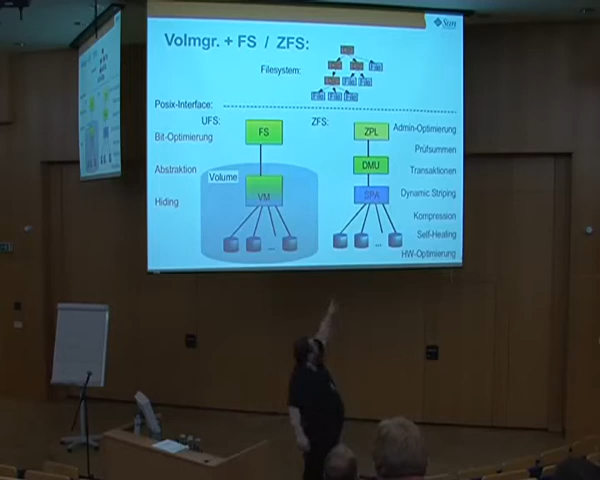 Sun
Volmgr. + FS / ZFS:
Filesystem:
Posix-Interface:
UFS:
ZFS:
Bit-Optimierung
Abstraktion
Hiding
FS
Volume
VM
...
ZPL
DMU
SPA
...
Admin-Optimierung
Prüfsummen
Transaktionen
Dynamic Striping
Kompression
Self-Healing
HW-Optimierung